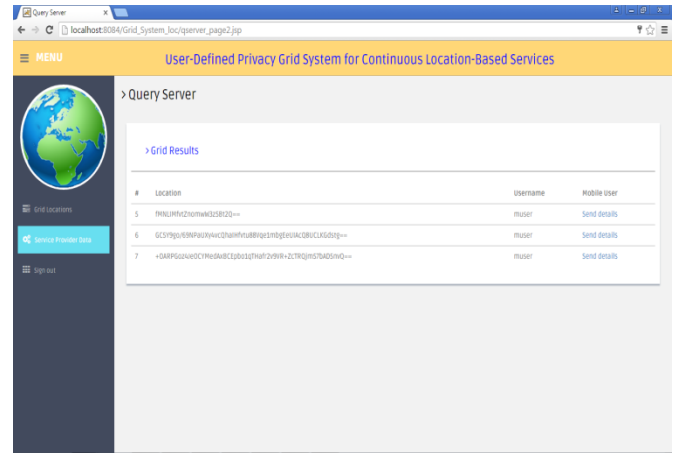 Query Server
localhost:8084/Grid_System_loc/qserver_page2.jsp
MENU
User-Defined Privacy Grid System for Continuous Location-Based Services
> Query Server
> Grid Results
# Location Username Mobile User
5 muser Send details
6 muser Send details
7 muser Send details
Grid Locations
Service Provider Data
Sign out